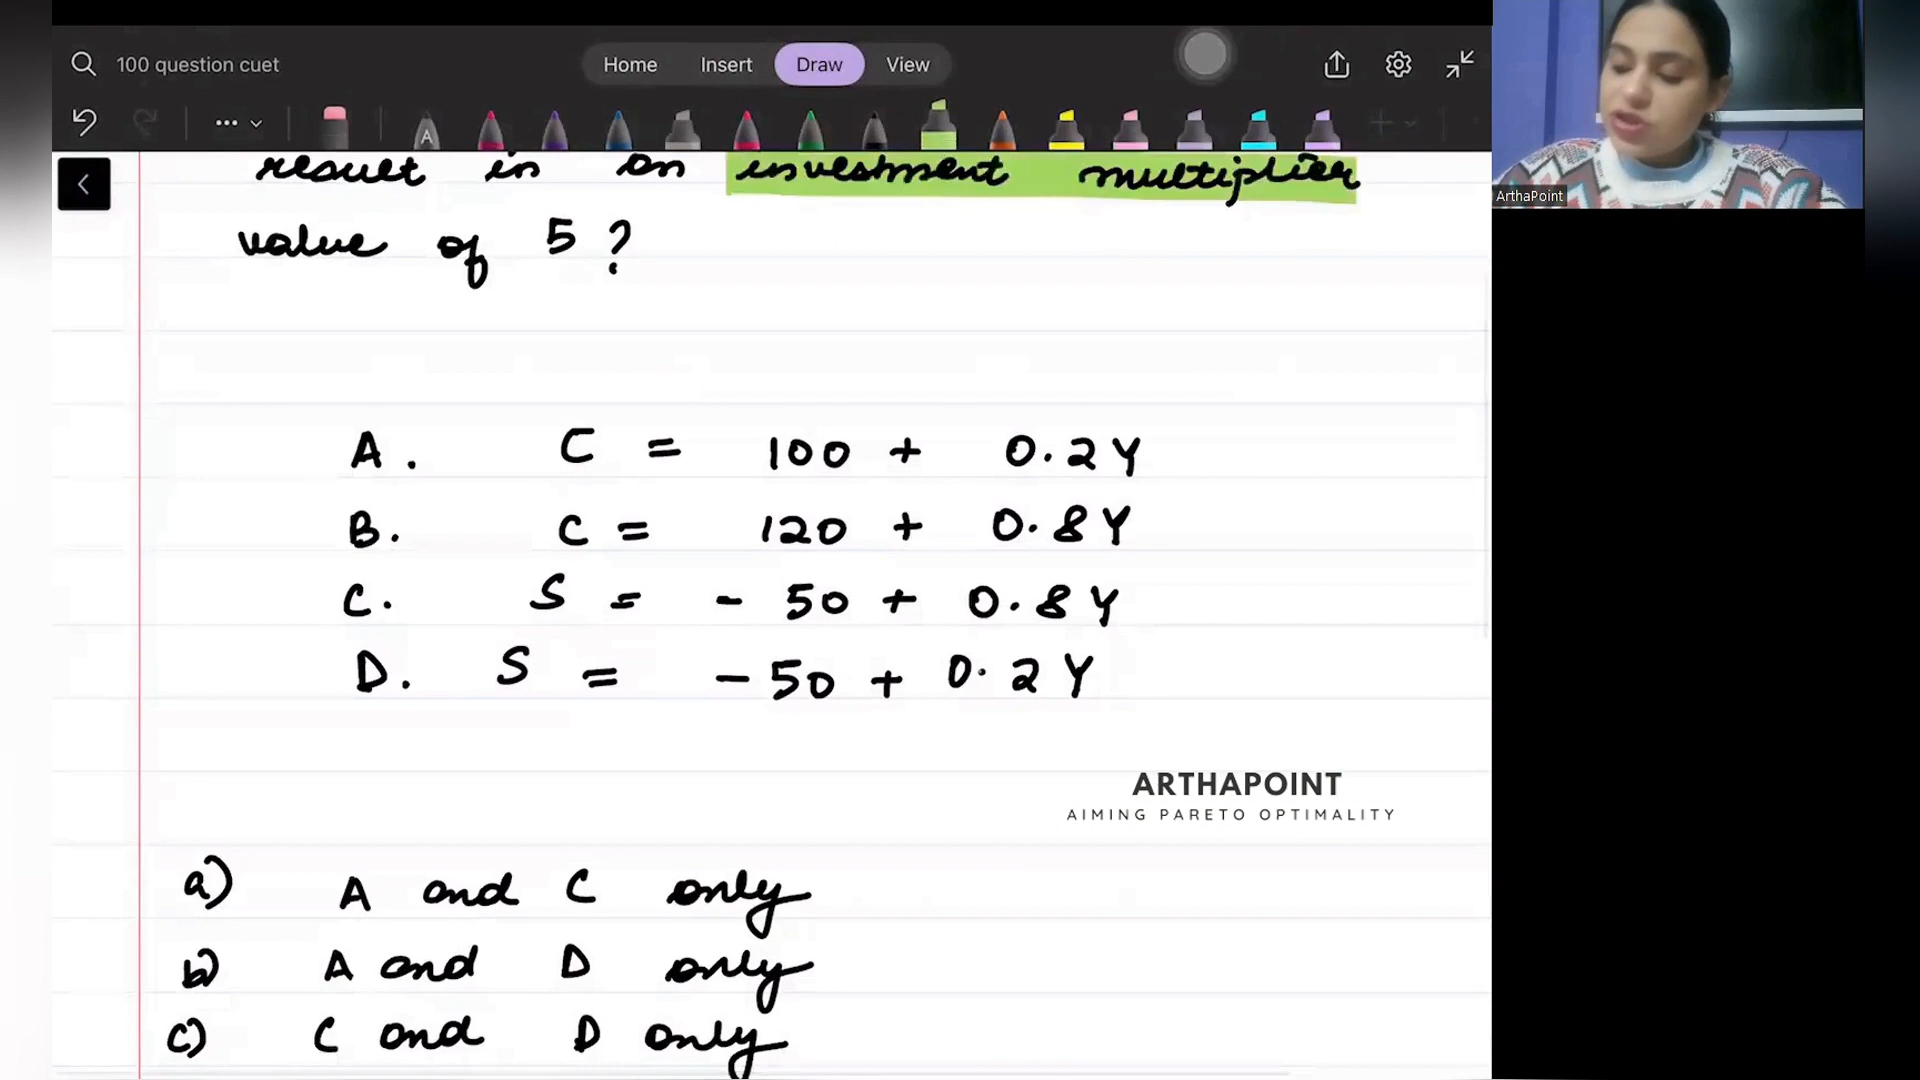 100 question cuet
Home Insert Draw View
A
ArthaPoint
result in an investment multiplier
value of 5 ?
A. C = 100 + 0.2Y
B. C = 120 + 0.8Y
C. S = - 50 + 0.8Y
D. S = - 50 + 0.2Y
ARTHAPOINT
AIMING PARETO OPTIMALITY
a) A and C only
b) A and D only
c) C and D only